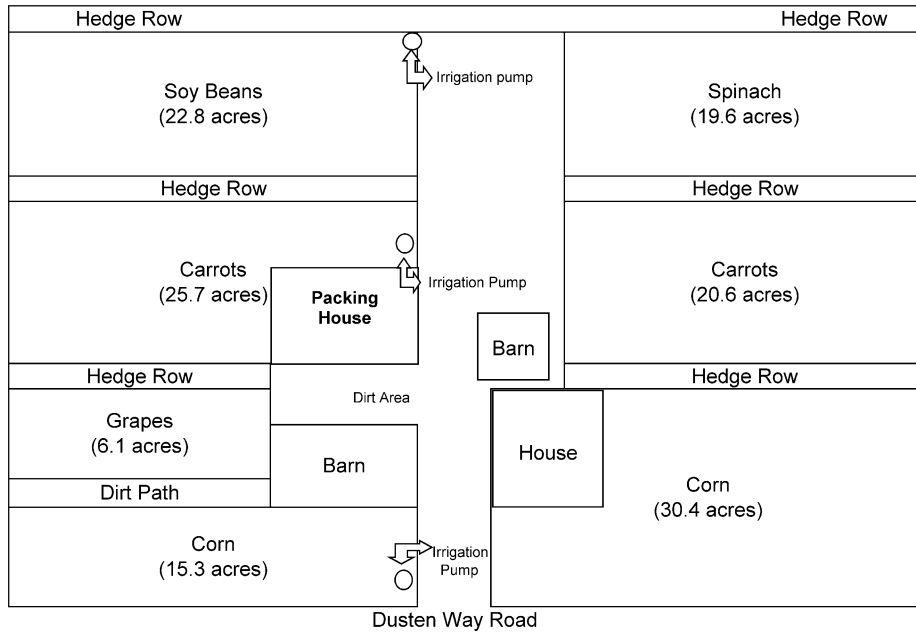 Hedge Row
Hedge Row
Irrigation pump
Soy Beans
(22.8 acres)
Spinach
(19.6 acres)
Hedge Row
Hedge Row
Carrots
(25.7 acres)
Packing
House
Irrigation Pump
Carrots
(20.6 acres)
Barn
Hedge Row
Hedge Row
Dirt Area
Grapes
(6.1 acres)
Barn
House
Dirt Path
Corn
(30.4 acres)
Corn
(15.3 acres)
Irrigation
Pump
Dusten Way Road